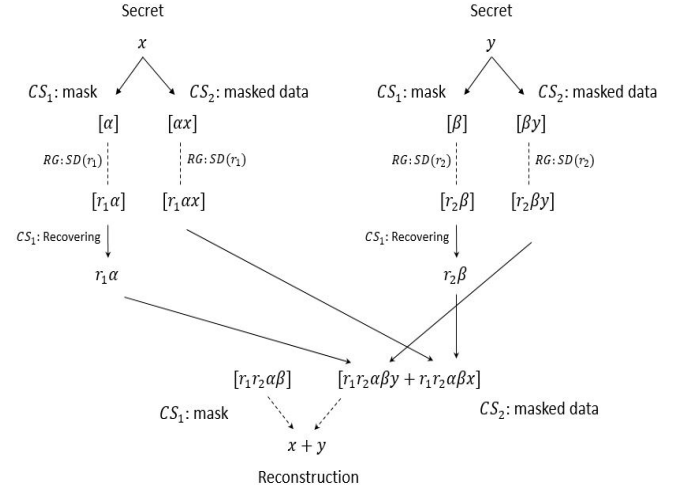 Secret Secret
x y
CS₁: mask CS₂: masked data CS₁: mask CS₂: masked data
[α] [αx] [β] [βy]
RG:SD(r₁) RG:SD(r₁) RG:SD(r₂) RG:SD(r₂)
[r₁α] [r₁αx] [r₂β] [r₂βy]
CS₁: Recovering CS₁: Recovering
r₁α r₂β
[r₁r₂αβ] [r₁r₂αβy + r₁r₂αβx]
CS₁: mask CS₂: masked data
x + y
Reconstruction